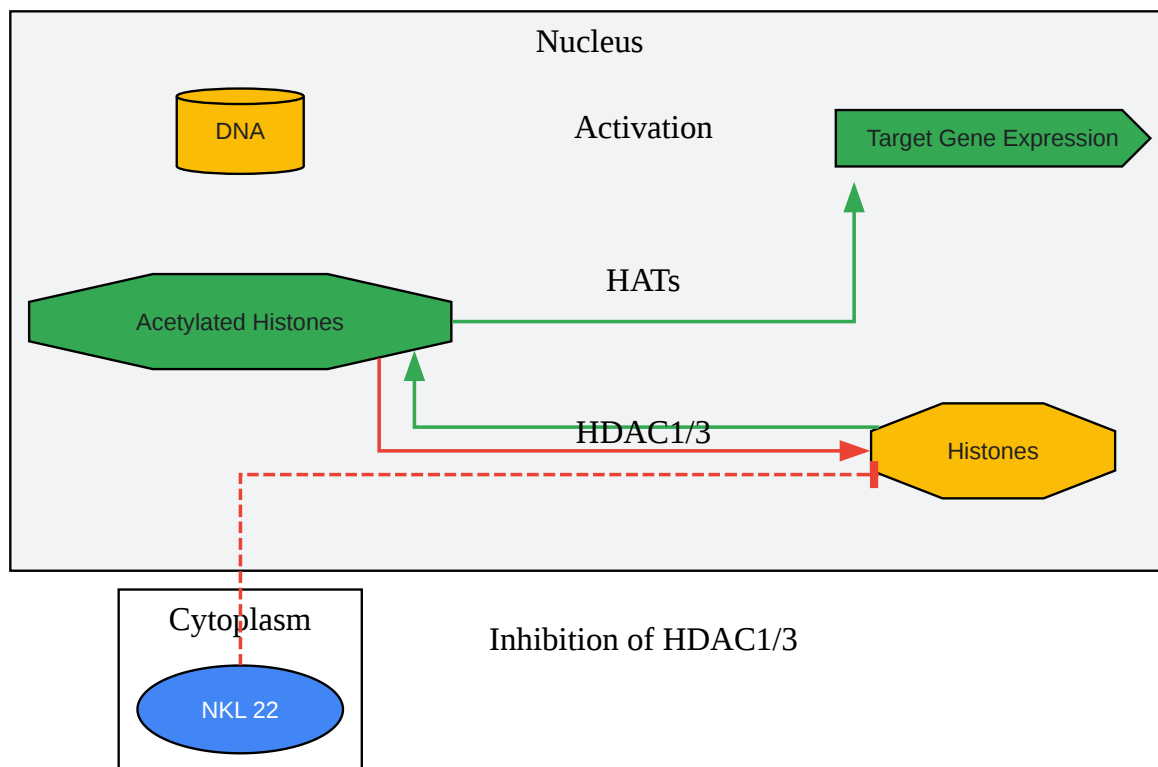 Nucleus
DNA
Activation
Target Gene Expression
HATs
Acetylated Histones
HDAC1/3
Histones
Cytoplasm
Inhibition of HDAC1/3
NKL 22